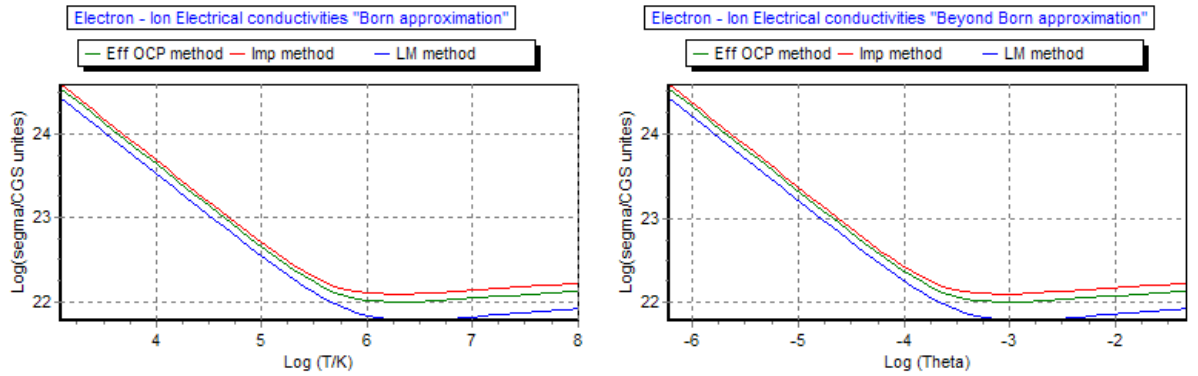 Electron - Ion Electrical conductivities "Born approximation"
Eff OCP method Imp method LM method
Log(segma/CGS unites)
24
23
22
4 5 6 7 8
Log (T/K)
Electron - Ion Electrical conductivities "Beyond Born approximation"
Eff OCP method Imp method LM method
Log(segma/CGS unites)
24
23
22
-6 -5 -4 -3 -2
Log (Theta)